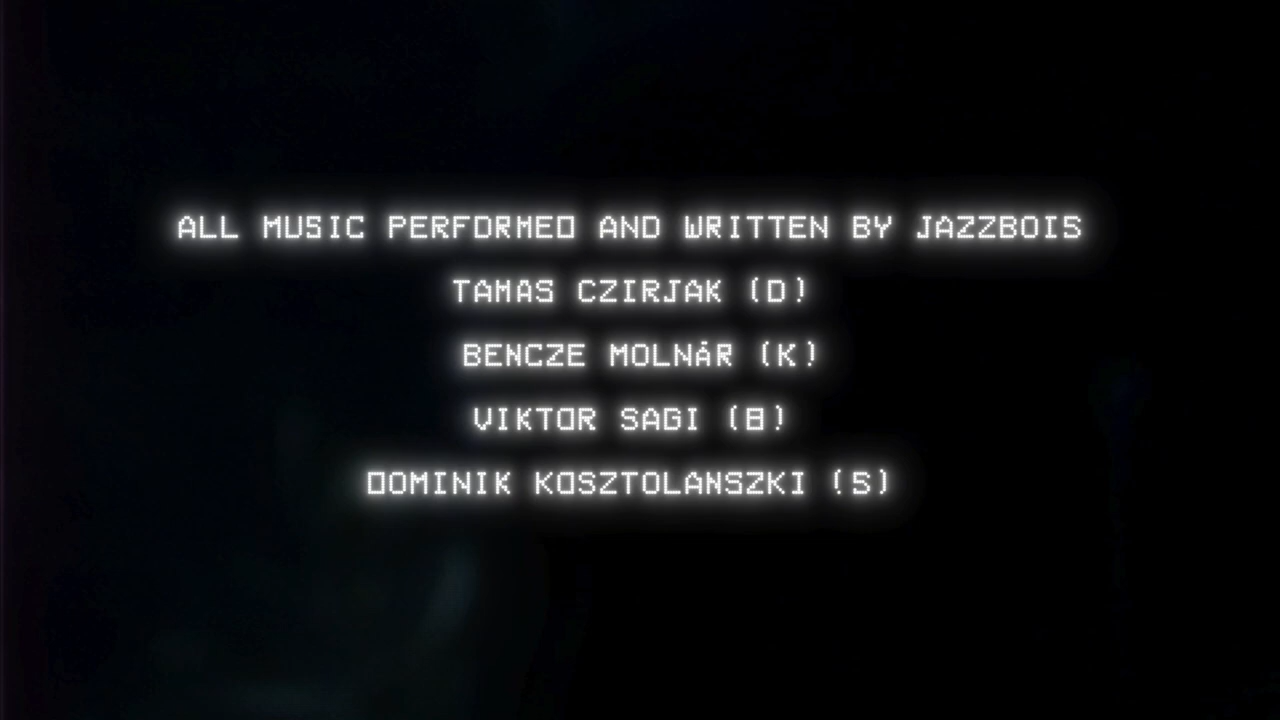 ALL MUSIC PERFORMED AND WRITTEN BY JAZZBOIS
TAMAS CZIRJAK (D)
BENCZE MOLNÁR (K)
VIKTOR SAGI (B)
DOMINIK KOSZTOLANSZKI (S)